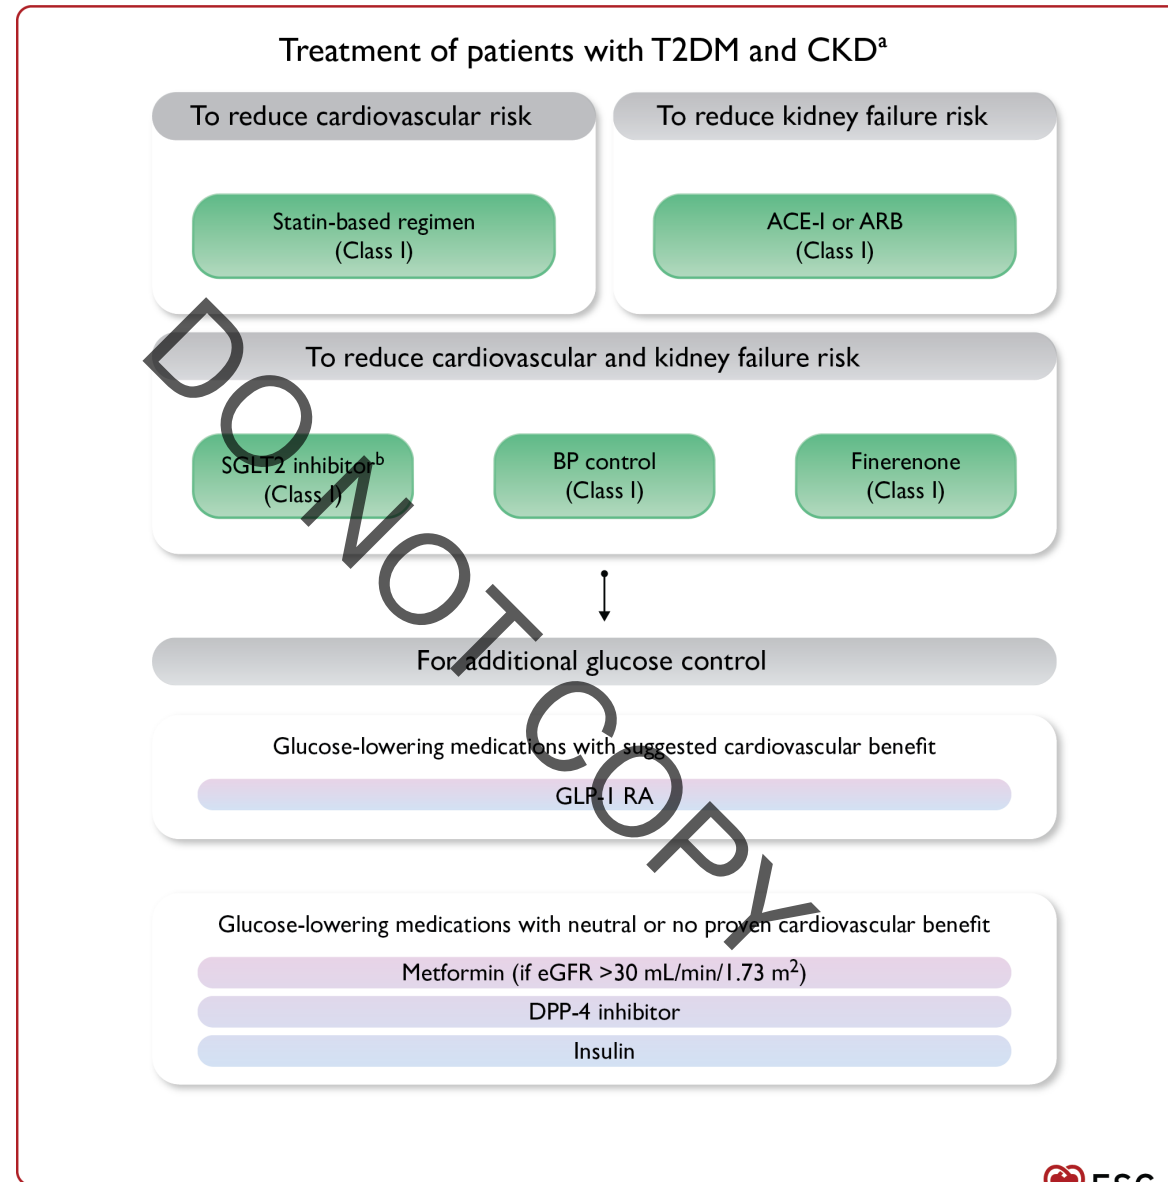 Treatment of patients with T2DM and CKDᵃ
To reduce cardiovascular risk
To reduce kidney failure risk
Statin-based regimen
(Class I)
ACE-I or ARB
(Class I)
To reduce cardiovascular and kidney failure risk
SGLT2 inhibitorᵇ
(Class I)
BP control
(Class I)
Finerenone
(Class I)
For additional glucose control
Glucose-lowering medications with suggested cardiovascular benefit
GLP-1 RA
Glucose-lowering medications with neutral or no proven cardiovascular benefit
Metformin (if eGFR >30 mL/min/1.73 m²)
DPP-4 inhibitor
Insulin
DO NOT COPY
ESC